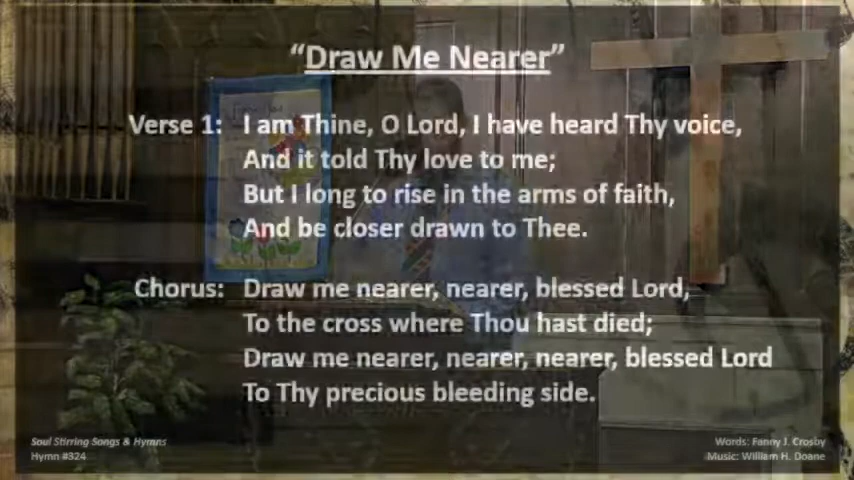 “Draw Me Nearer”
Verse 1: I am Thine, O Lord, I have heard Thy voice,
And it told Thy love to me;
But I long to rise in the arms of faith,
And be closer drawn to Thee.
Chorus: Draw me nearer, nearer, blessed Lord,
To the cross where Thou hast died;
Draw me nearer, nearer, nearer, blessed Lord
To Thy precious bleeding side.
Soul Stirring Songs & Hymns
Hymn #324
Words: Fanny J. Crosby
Music: William H. Doane